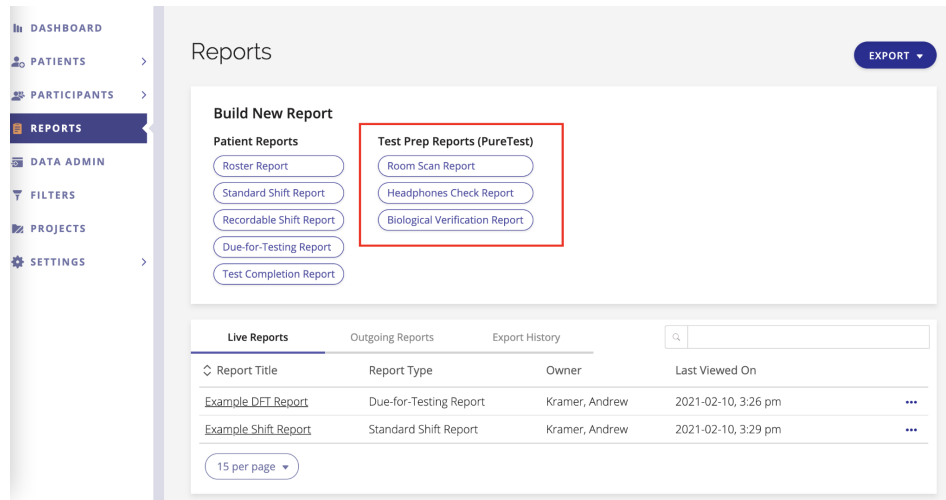 DASHBOARD
PATIENTS
PARTICIPANTS
REPORTS
DATA ADMIN
FILTERS
PROJECTS
SETTINGS
Reports
EXPORT
Build New Report
Patient Reports
Roster Report
Standard Shift Report
Recordable Shift Report
Due-for-Testing Report
Test Completion Report
Test Prep Reports (PureTest)
Room Scan Report
Headphones Check Report
Biological Verification Report
Live Reports Outgoing Reports Export History
Report Title Report Type Owner Last Viewed On
Example DFT Report Due-for-Testing Report Kramer, Andrew 2021-02-10, 3:26 pm
Example Shift Report Standard Shift Report Kramer, Andrew 2021-02-10, 3:29 pm
15 per page